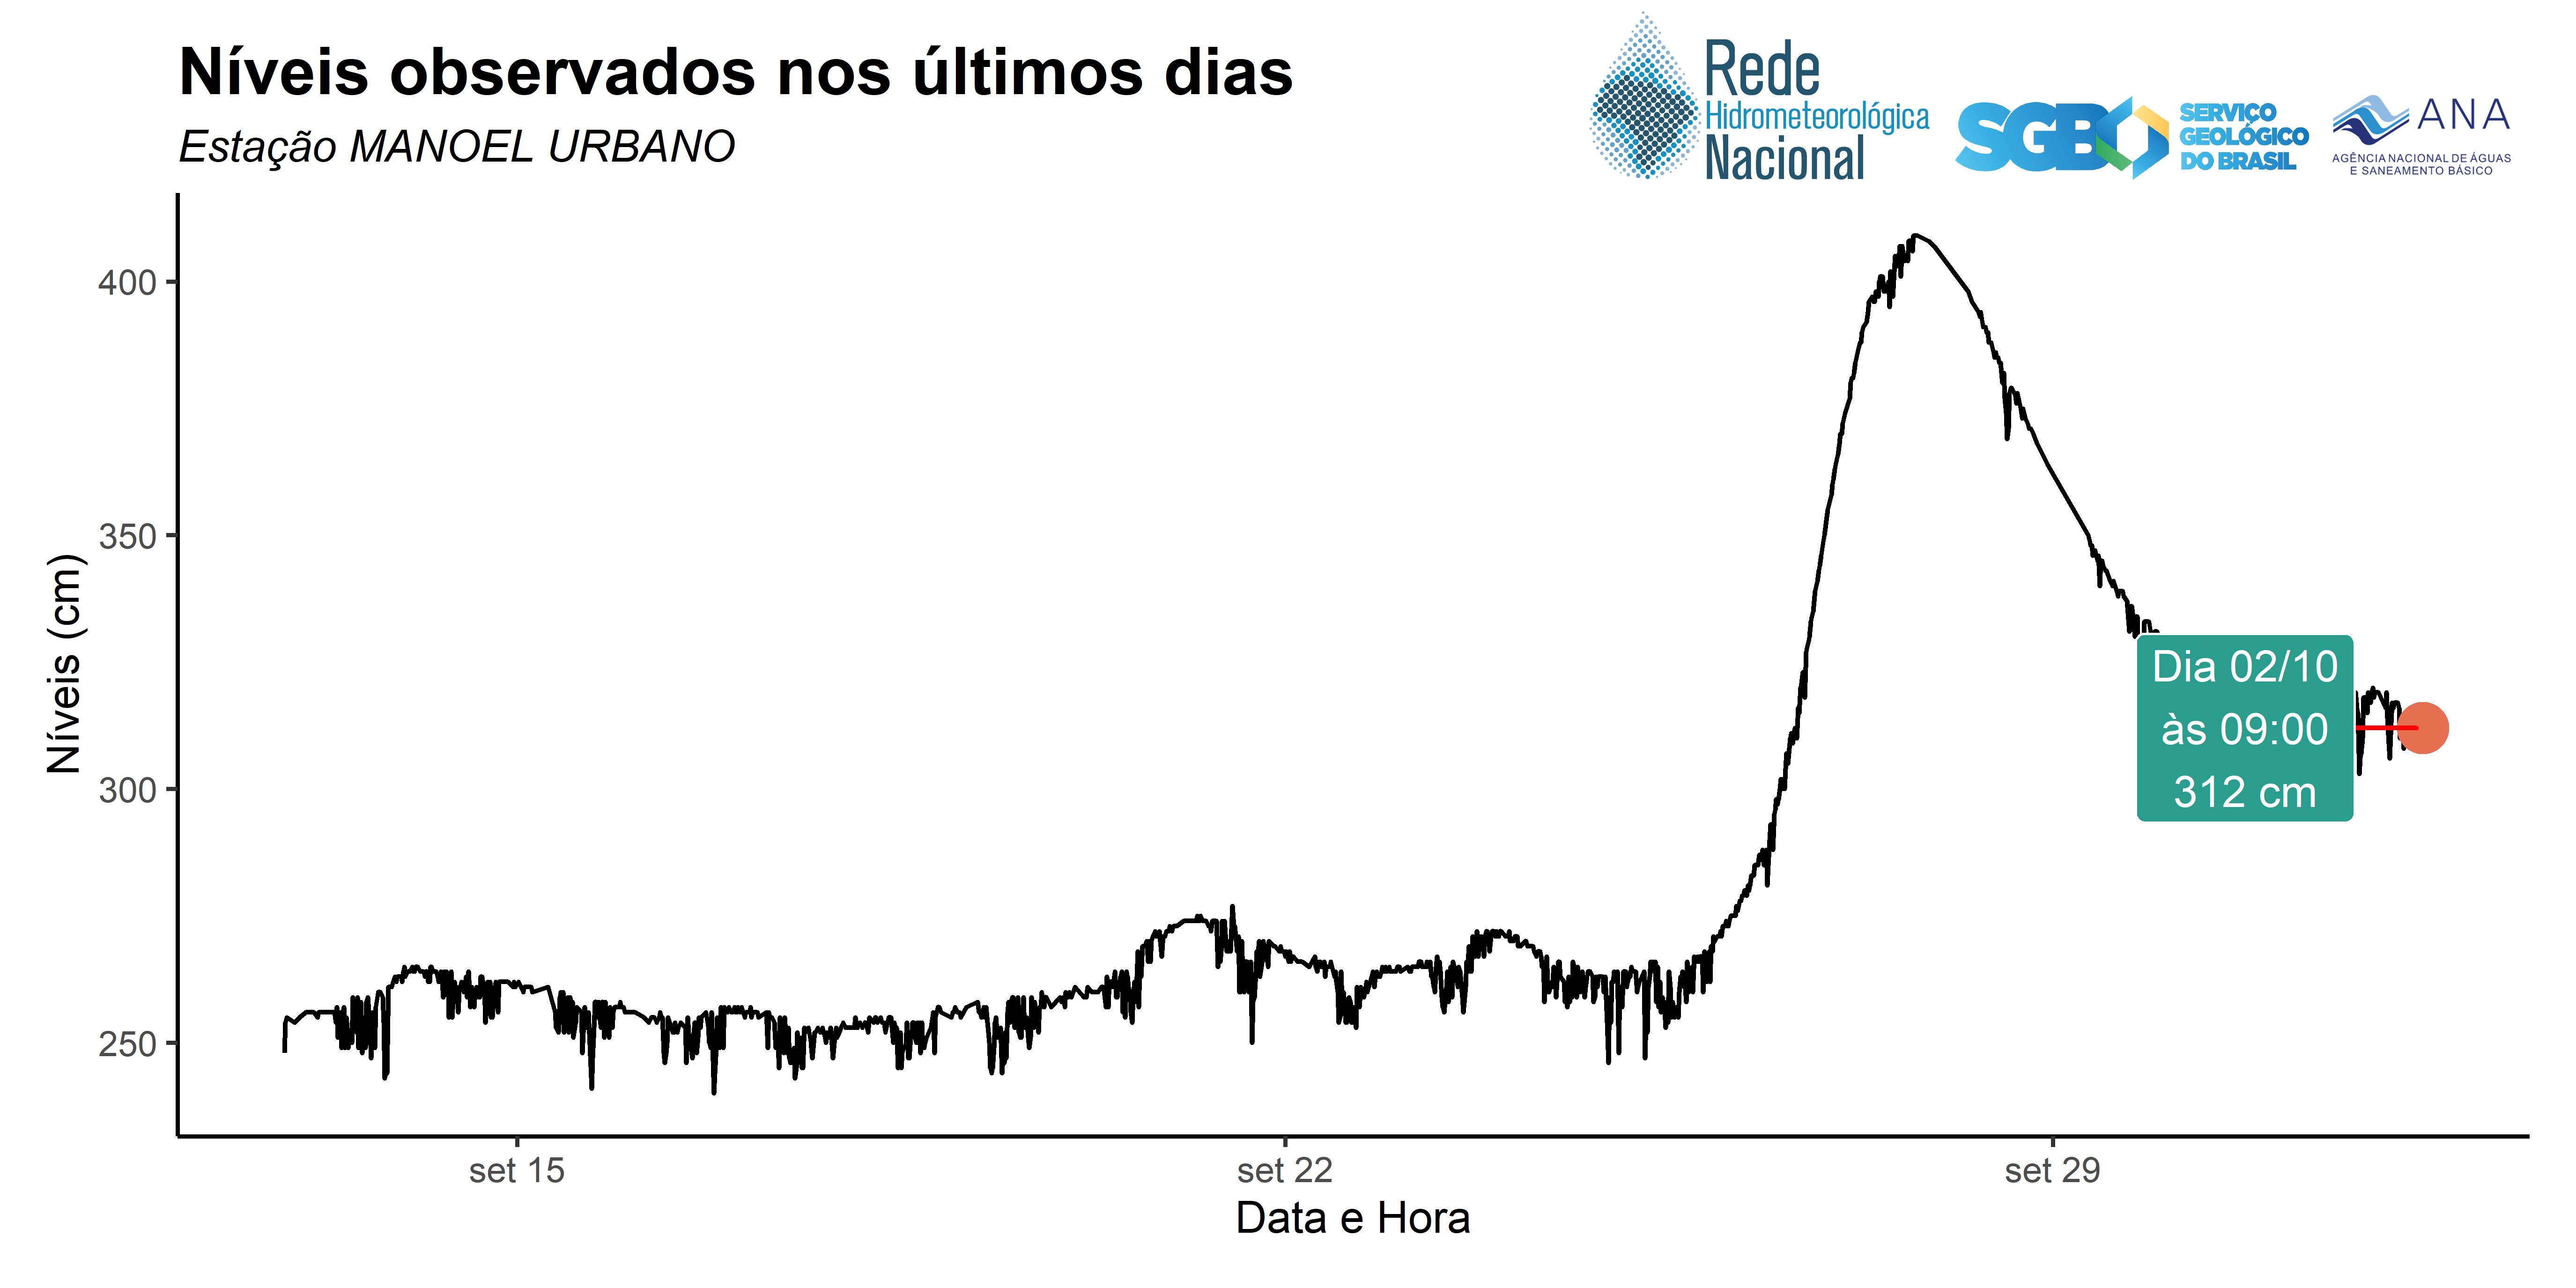 Níveis observados nos últimos dias
Estação MANOEL URBANO
Rede
Hidrometeorológica
Nacional
SGB
SERVIÇO
GEOLÓGICO
DO BRASIL
ANA
AGÊNCIA NACIONAL DE ÁGUAS
E SANEAMENTO BÁSICO
Níveis (cm)
400
350
300
250
Dia 02/10
às 09:00
312 cm
set 15
set 22
set 29
Data e Hora